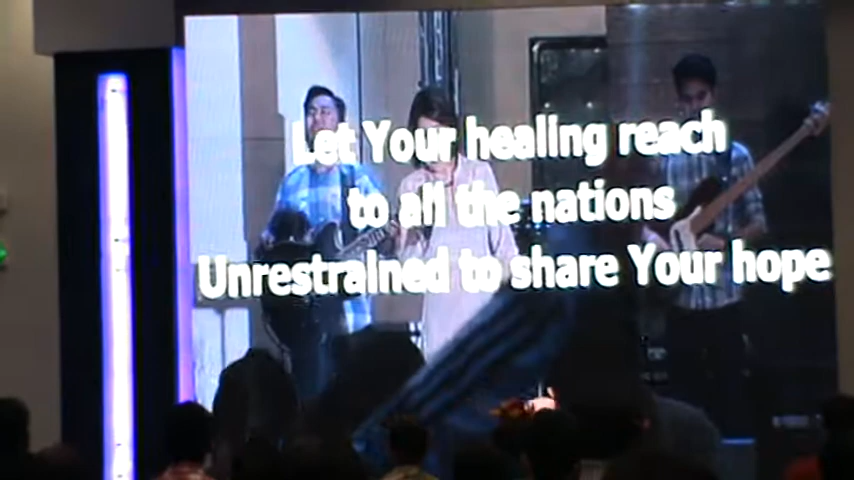 Let Your healing reach
to all the nations
Unrestrained to share Your hope